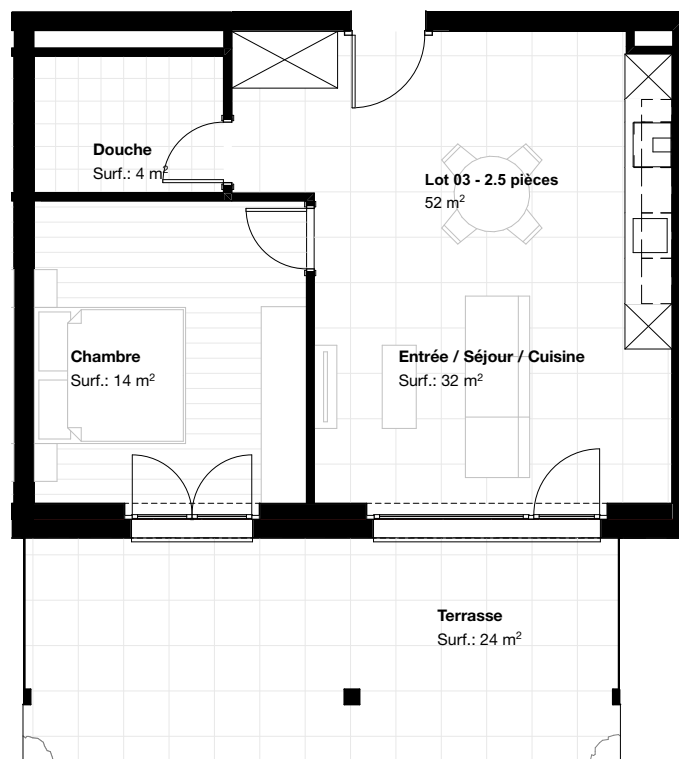 Douche
Surf.: 4 m²
Lot 03 - 2.5 pièces
52 m²
Chambre
Surf.: 14 m²
Entrée / Séjour / Cuisine
Surf.: 32 m²
Terrasse
Surf.: 24 m²